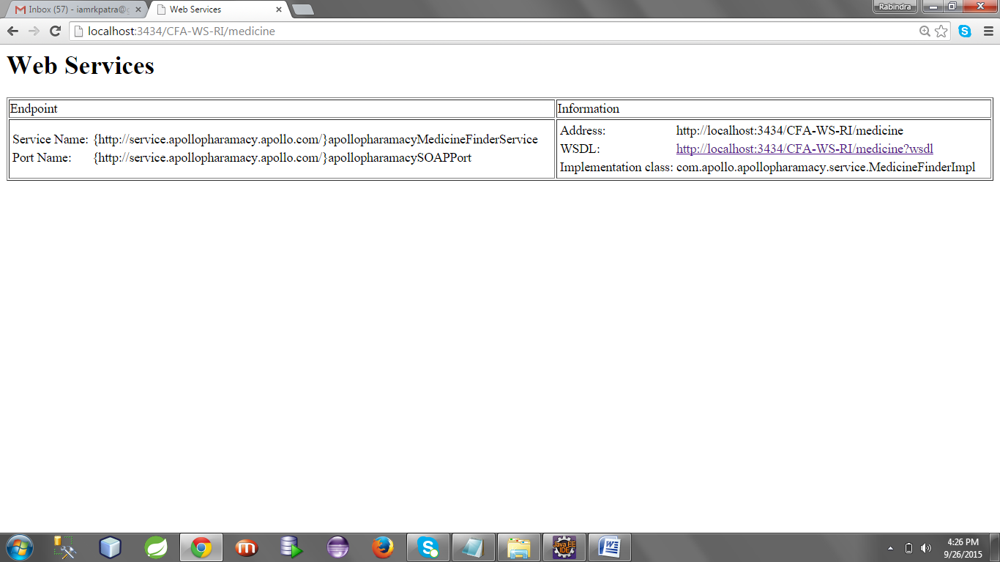 Inbox (57) - iamrkpatra@g
Web Services
Rabindra
localhost:3434/CFA-WS-RI/medicine
Web Services
Endpoint
Information
Service Name: {http://service.apollopharamacy.apollo.com/}apollopharamacyMedicineFinderService
Port Name: {http://service.apollopharamacy.apollo.com/}apollopharamacySOAPPort
Address: http://localhost:3434/CFA-WS-RI/medicine
WSDL: http://localhost:3434/CFA-WS-RI/medicine?wsdl
Implementation class: com.apollo.apollopharamacy.service.MedicineFinderImpl
Java EE
IDE
4:26 PM
9/26/2015